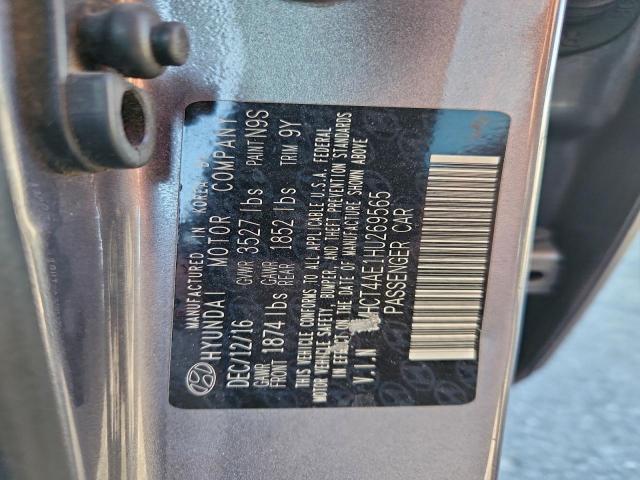 MANUFACTURED IN KOREA
HYUNDAI MOTOR COMPANY
DEC/12/16 GVWR 3527 lbs PAINT N9S
GAWR FRONT 1874 lbs GAWR REAR 1852 lbs TRIM 9Y
THIS VEHICLE CONFORMS TO ALL APPLICABLE U.S.A. FEDERAL
MOTOR VEHICLE SAFETY, BUMPER, AND THEFT PREVENTION STANDARDS
IN EFFECT ON THE DATE OF MANUFACTURE SHOWN ABOVE
V.I.N HCT4AE1HU269565
PASSENGER CAR